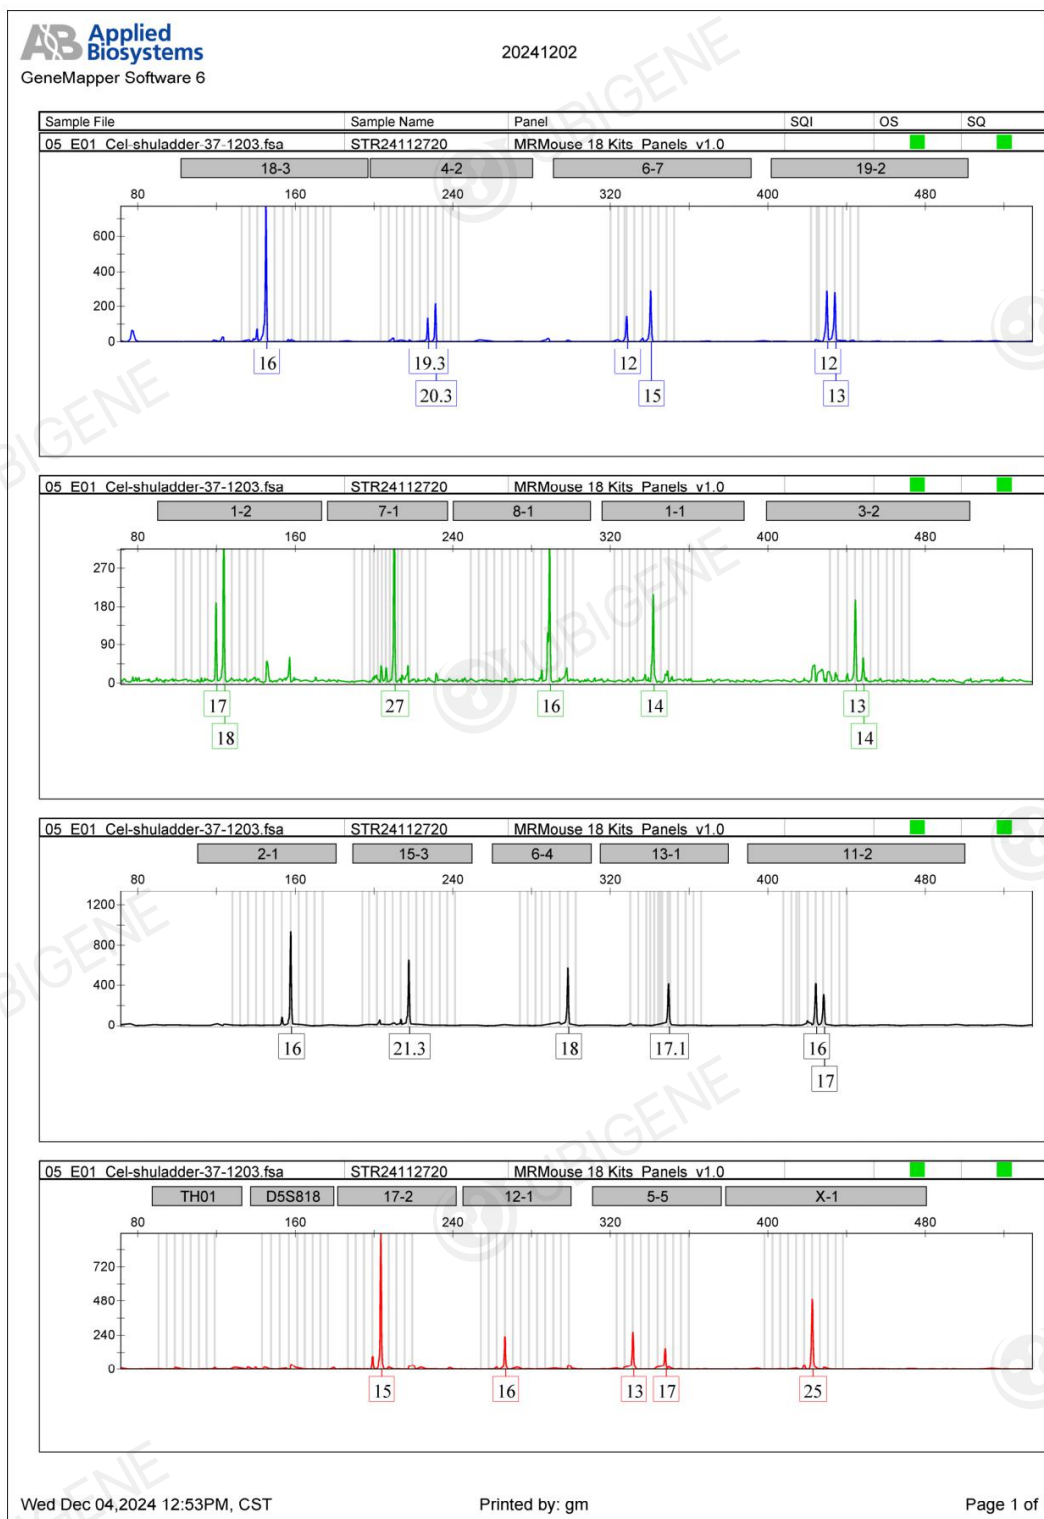 AB Applied
Biosystems
20241202
GeneMapper Software 6
Sample File Sample Name Panel SQI OS SQ
05_E01_Cel-shuladder-37-1203.fsa STR24112720 MRMouse 18 Kits_Panels_v1.0
18-3 4-2 6-7 19-2
80 160 240 320 400 480
600
400
200
0
16 19.3 12 15 12 13
20.3
05_E01_Cel-shuladder-37-1203.fsa STR24112720 MRMouse 18 Kits_Panels_v1.0
1-2 7-1 8-1 1-1 3-2
80 160 240 320 400 480
270
180
90
0
17 27 16 14 13
18 14
05_E01_Cel-shuladder-37-1203.fsa STR24112720 MRMouse 18 Kits_Panels_v1.0
2-1 15-3 6-4 13-1 11-2
80 160 240 320 400 480
1200
800
400
0
16 21.3 18 17.1 16
17
05_E01_Cel-shuladder-37-1203.fsa STR24112720 MRMouse 18 Kits_Panels_v1.0
TH01 D5S818 17-2 12-1 5-5 X-1
80 160 240 320 400 480
720
480
240
0
15 16 13 17 25
Wed Dec 04,2024 12:53PM, CST Printed by: gm Page 1 of
UBIGENE